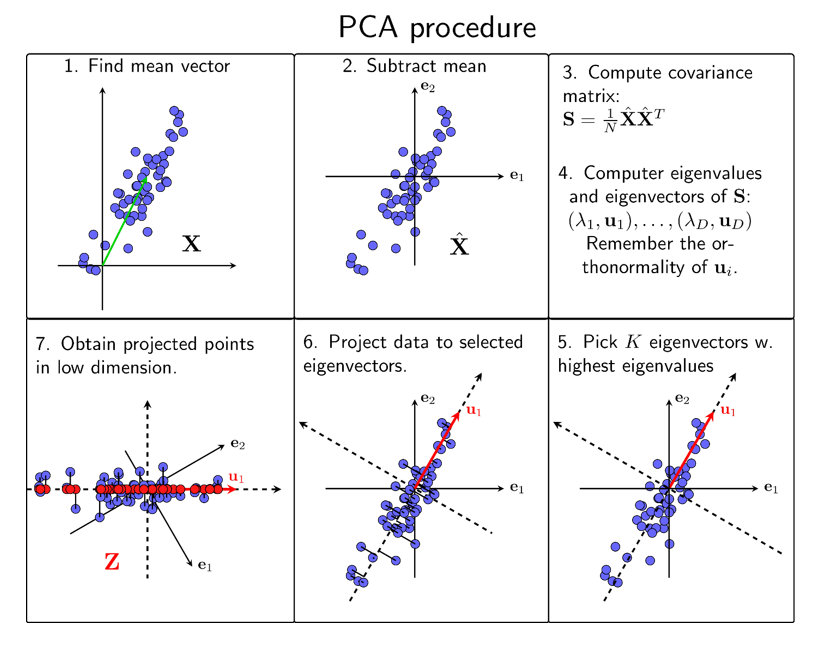 PCA procedure
1. Find mean vector
X
2. Subtract mean
e₂
e₁
X̂
3. Compute covariance
matrix:
S = 1/N X̂X̂ᵀ
4. Computer eigenvalues
and eigenvectors of S:
(λ₁, u₁), . . . , (λ_D, u_D)
Remember the or-
thonormality of uᵢ.
7. Obtain projected points
in low dimension.
e₂
u₁
Z
e₁
6. Project data to selected
eigenvectors.
e₂
u₁
e₁
5. Pick K eigenvectors w.
highest eigenvalues
e₂
u₁
e₁